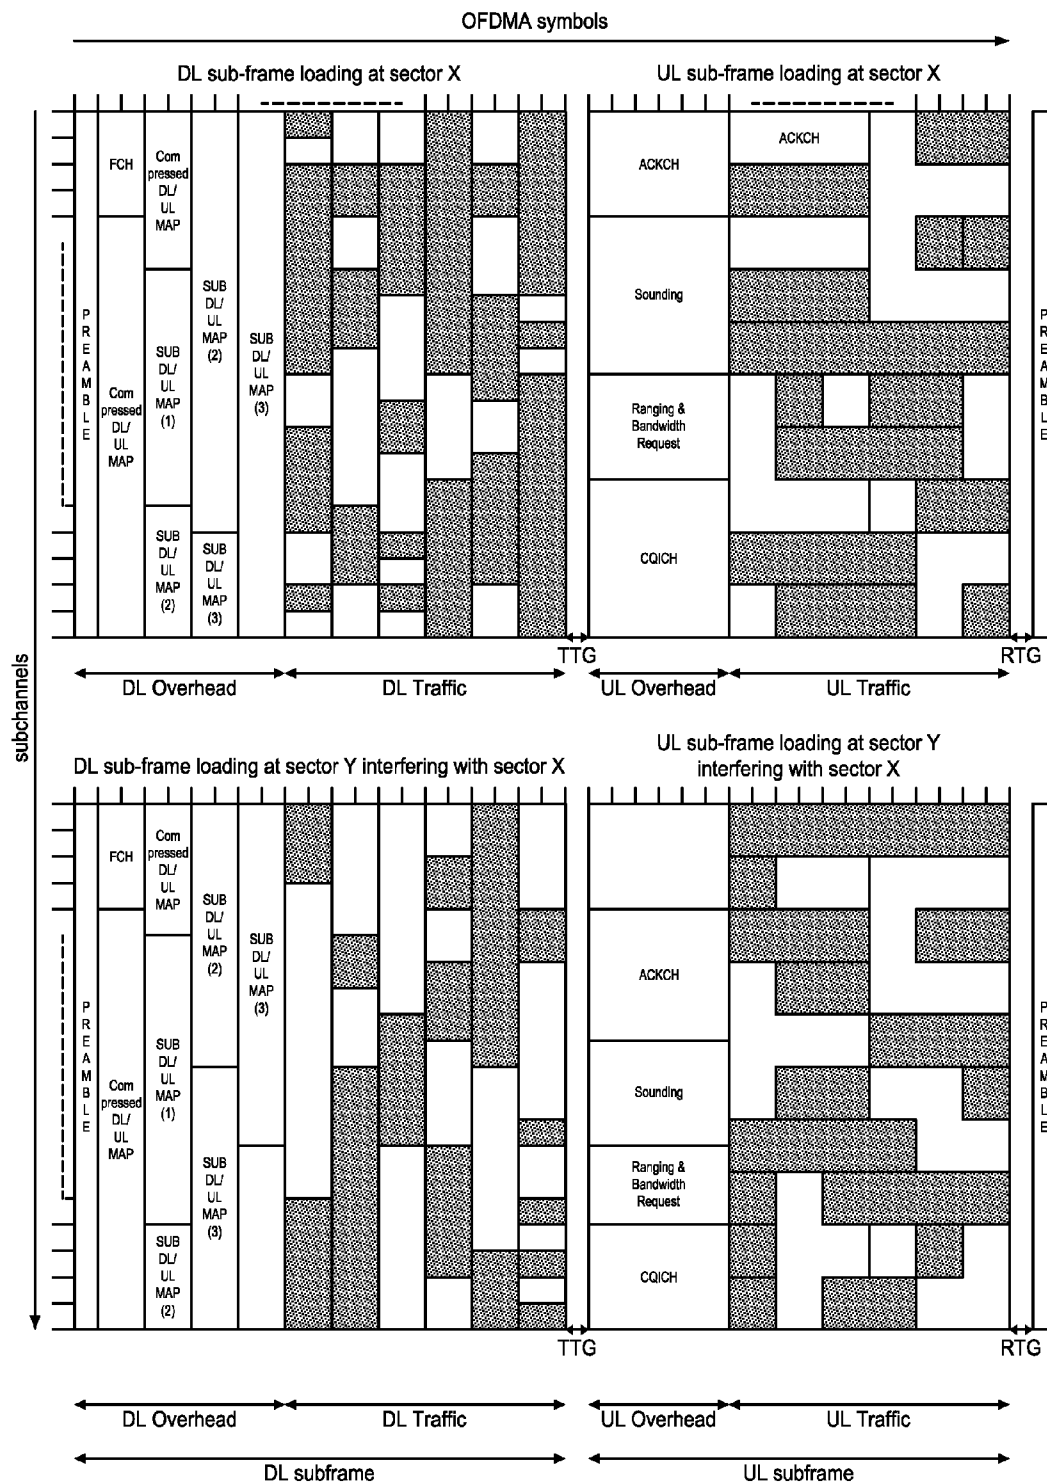 OFDMA symbols
DL sub-frame loading at sector X
UL sub-frame loading at sector X
PREAMBLE
FCH
Com
pressed
DL/
UL
MAP
Com
pressed
DL/
UL
MAP
SUB
DL/
UL
MAP
(1)
SUB
DL/
UL
MAP
(2)
SUB
DL/
UL
MAP
(2)
SUB
DL/
UL
MAP
(3)
SUB
DL/
UL
MAP
(3)
ACKCH
ACKCH
Sounding
Ranging &
Bandwidth
Request
CQICH
PREAMBLE
TTG
RTG
DL Overhead
DL Traffic
UL Overhead
UL Traffic
subchannels
DL sub-frame loading at sector Y interfering with sector X
UL sub-frame loading at sector Y
interfering with sector X
PREAMBLE
FCH
Com
pressed
DL/
UL
MAP
Com
pressed
DL/
UL
MAP
SUB
DL/
UL
MAP
(1)
SUB
DL/
UL
MAP
(2)
SUB
DL/
UL
MAP
(2)
SUB
DL/
UL
MAP
(3)
SUB
DL/
UL
MAP
(3)
ACKCH
Sounding
Ranging &
Bandwidth
Request
CQICH
PREAMBLE
TTG
RTG
DL Overhead
DL Traffic
UL Overhead
UL Traffic
DL subframe
UL subframe